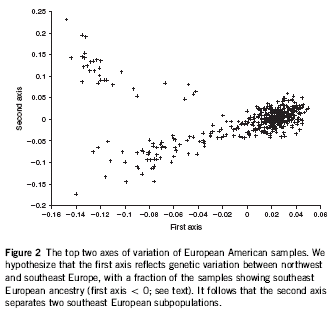 0.25
0.2
0.15
0.1
0.05
0
−0.05
−0.1
−0.15
−0.2
Second axis
−0.16 −0.14 −0.12 −0.10 −0.08 −0.06 −0.04 −0.02 0 0.02 0.04 0.06
First axis
Figure 2 The top two axes of variation of European American samples. We
hypothesize that the first axis reflects genetic variation between northwest
and southeast Europe, with a fraction of the samples showing southeast
European ancestry (first axis < 0; see text). It follows that the second axis
separates two southeast European subpopulations.